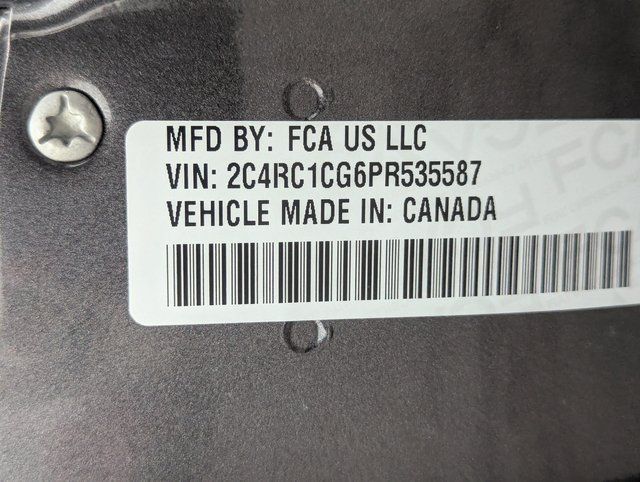 MFD BY: FCA US LLC
VIN: 2C4RC1CG6PR535587
VEHICLE MADE IN: CANADA